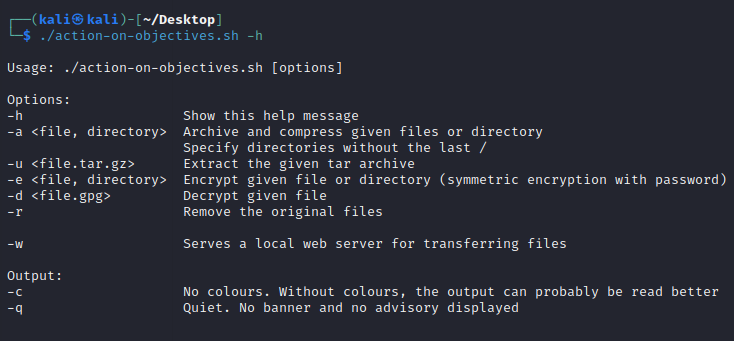 ┌──(kali㉿kali)-[~/Desktop]
└─$ ./action-on-objectives.sh -h
Usage: ./action-on-objectives.sh [options]
Options:
-h                    Show this help message
-a <file, directory>  Archive and compress given files or directory
                      Specify directories without the last /
-u <file.tar.gz>      Extract the given tar archive
-e <file, directory>  Encrypt given file or directory (symmetric encryption with password)
-d <file.gpg>         Decrypt given file
-r                    Remove the original files
-w                    Serves a local web server for transferring files
Output:
-c                    No colours. Without colours, the output can probably be read better
-q                    Quiet. No banner and no advisory displayed